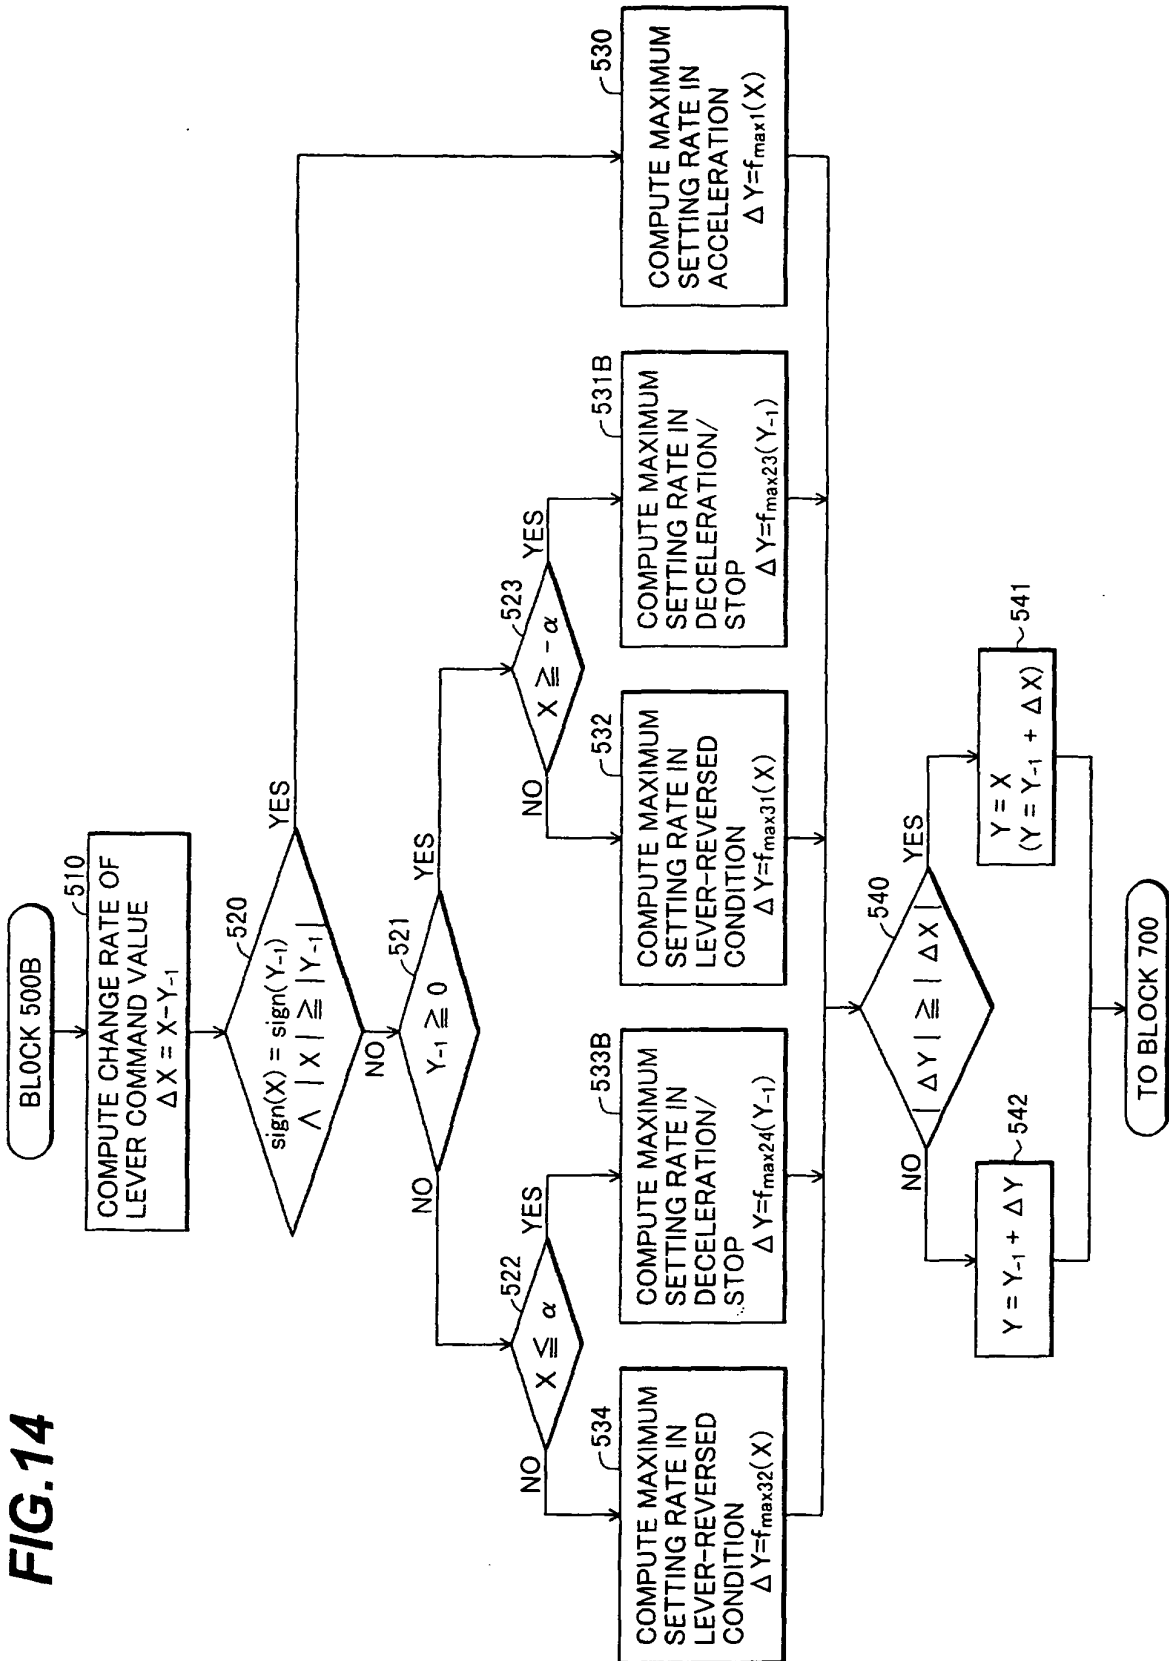 FIG.14
BLOCK 500B
510
COMPUTE CHANGE RATE OF
LEVER COMMAND VALUE
ΔX = X-Y₋₁
520
sign(X) = sign(Y₋₁)
∧ |X| ≧ |Y₋₁|
YES
NO
521
Y₋₁ ≧ 0
NO
YES
522
X ≦ α
NO
YES
523
X ≧ -α
NO
YES
534
COMPUTE MAXIMUM
SETTING RATE IN
LEVER-REVERSED
CONDITION
ΔY=fmax32(X)
533B
COMPUTE MAXIMUM
SETTING RATE IN
DECELERATION/
STOP
ΔY=fmax24(Y₋₁)
532
COMPUTE MAXIMUM
SETTING RATE IN
LEVER-REVERSED
CONDITION
ΔY=fmax31(X)
531B
COMPUTE MAXIMUM
SETTING RATE IN
DECELERATION/
STOP
ΔY=fmax23(Y₋₁)
530
COMPUTE MAXIMUM
SETTING RATE IN
ACCELERATION
ΔY=fmax1(X)
540
|ΔY| ≧ |ΔX|
NO
YES
542
Y = Y₋₁ + ΔY
541
Y = X
(Y = Y₋₁ + ΔX)
TO BLOCK 700